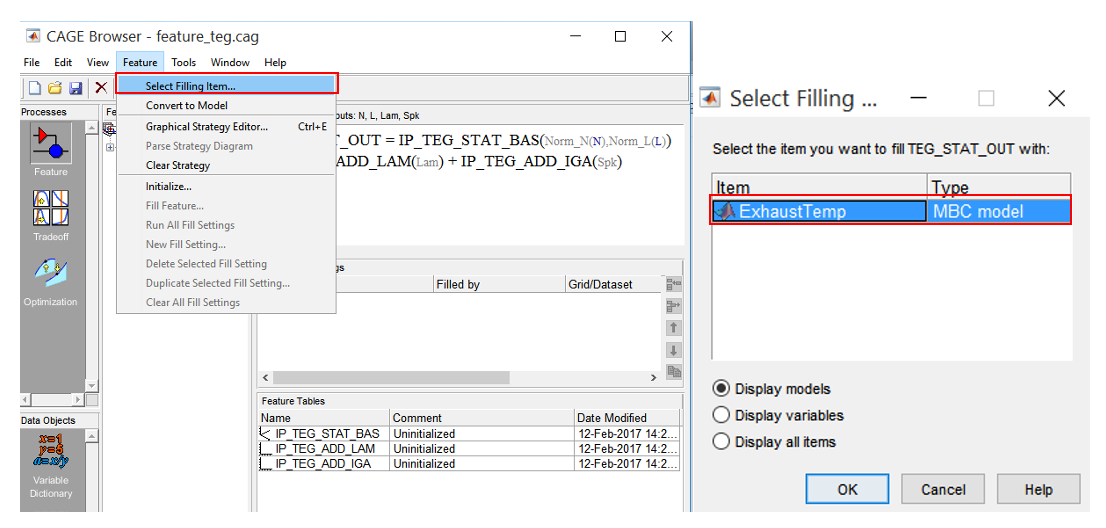 CAGE Browser - feature_teg.cag
File Edit View Feature Tools Window Help
Select Filling Item...
Convert to Model
Graphical Strategy Editor... Ctrl+E
Parse Strategy Diagram
Clear Strategy
Initialize...
Fill Feature...
Run All Fill Settings
New Fill Setting...
Delete Selected Fill Setting
Duplicate Selected Fill Setting...
Clear All Fill Settings
Processes
Fe
Feature
Tradeoff
Optimization
puts: N, L, Lam, Spk
T_OUT = IP_TEG_STAT_BAS(Norm_N(N),Norm_L(L))
ADD_LAM(Lam) + IP_TEG_ADD_IGA(Spk)
gs
Filled by Grid/Dataset
Feature Tables
Name Comment Date Modified
IP_TEG_STAT_BAS Uninitialized 12-Feb-2017 14:2...
IP_TEG_ADD_LAM Uninitialized 12-Feb-2017 14:2...
IP_TEG_ADD_IGA Uninitialized 12-Feb-2017 14:2...
Data Objects
x=1
y=5
a=x/y
Variable
Dictionary
Select Filling ...
Select the item you want to fill TEG_STAT_OUT with:
Item Type
ExhaustTemp MBC model
Display models
Display variables
Display all items
OK Cancel Help